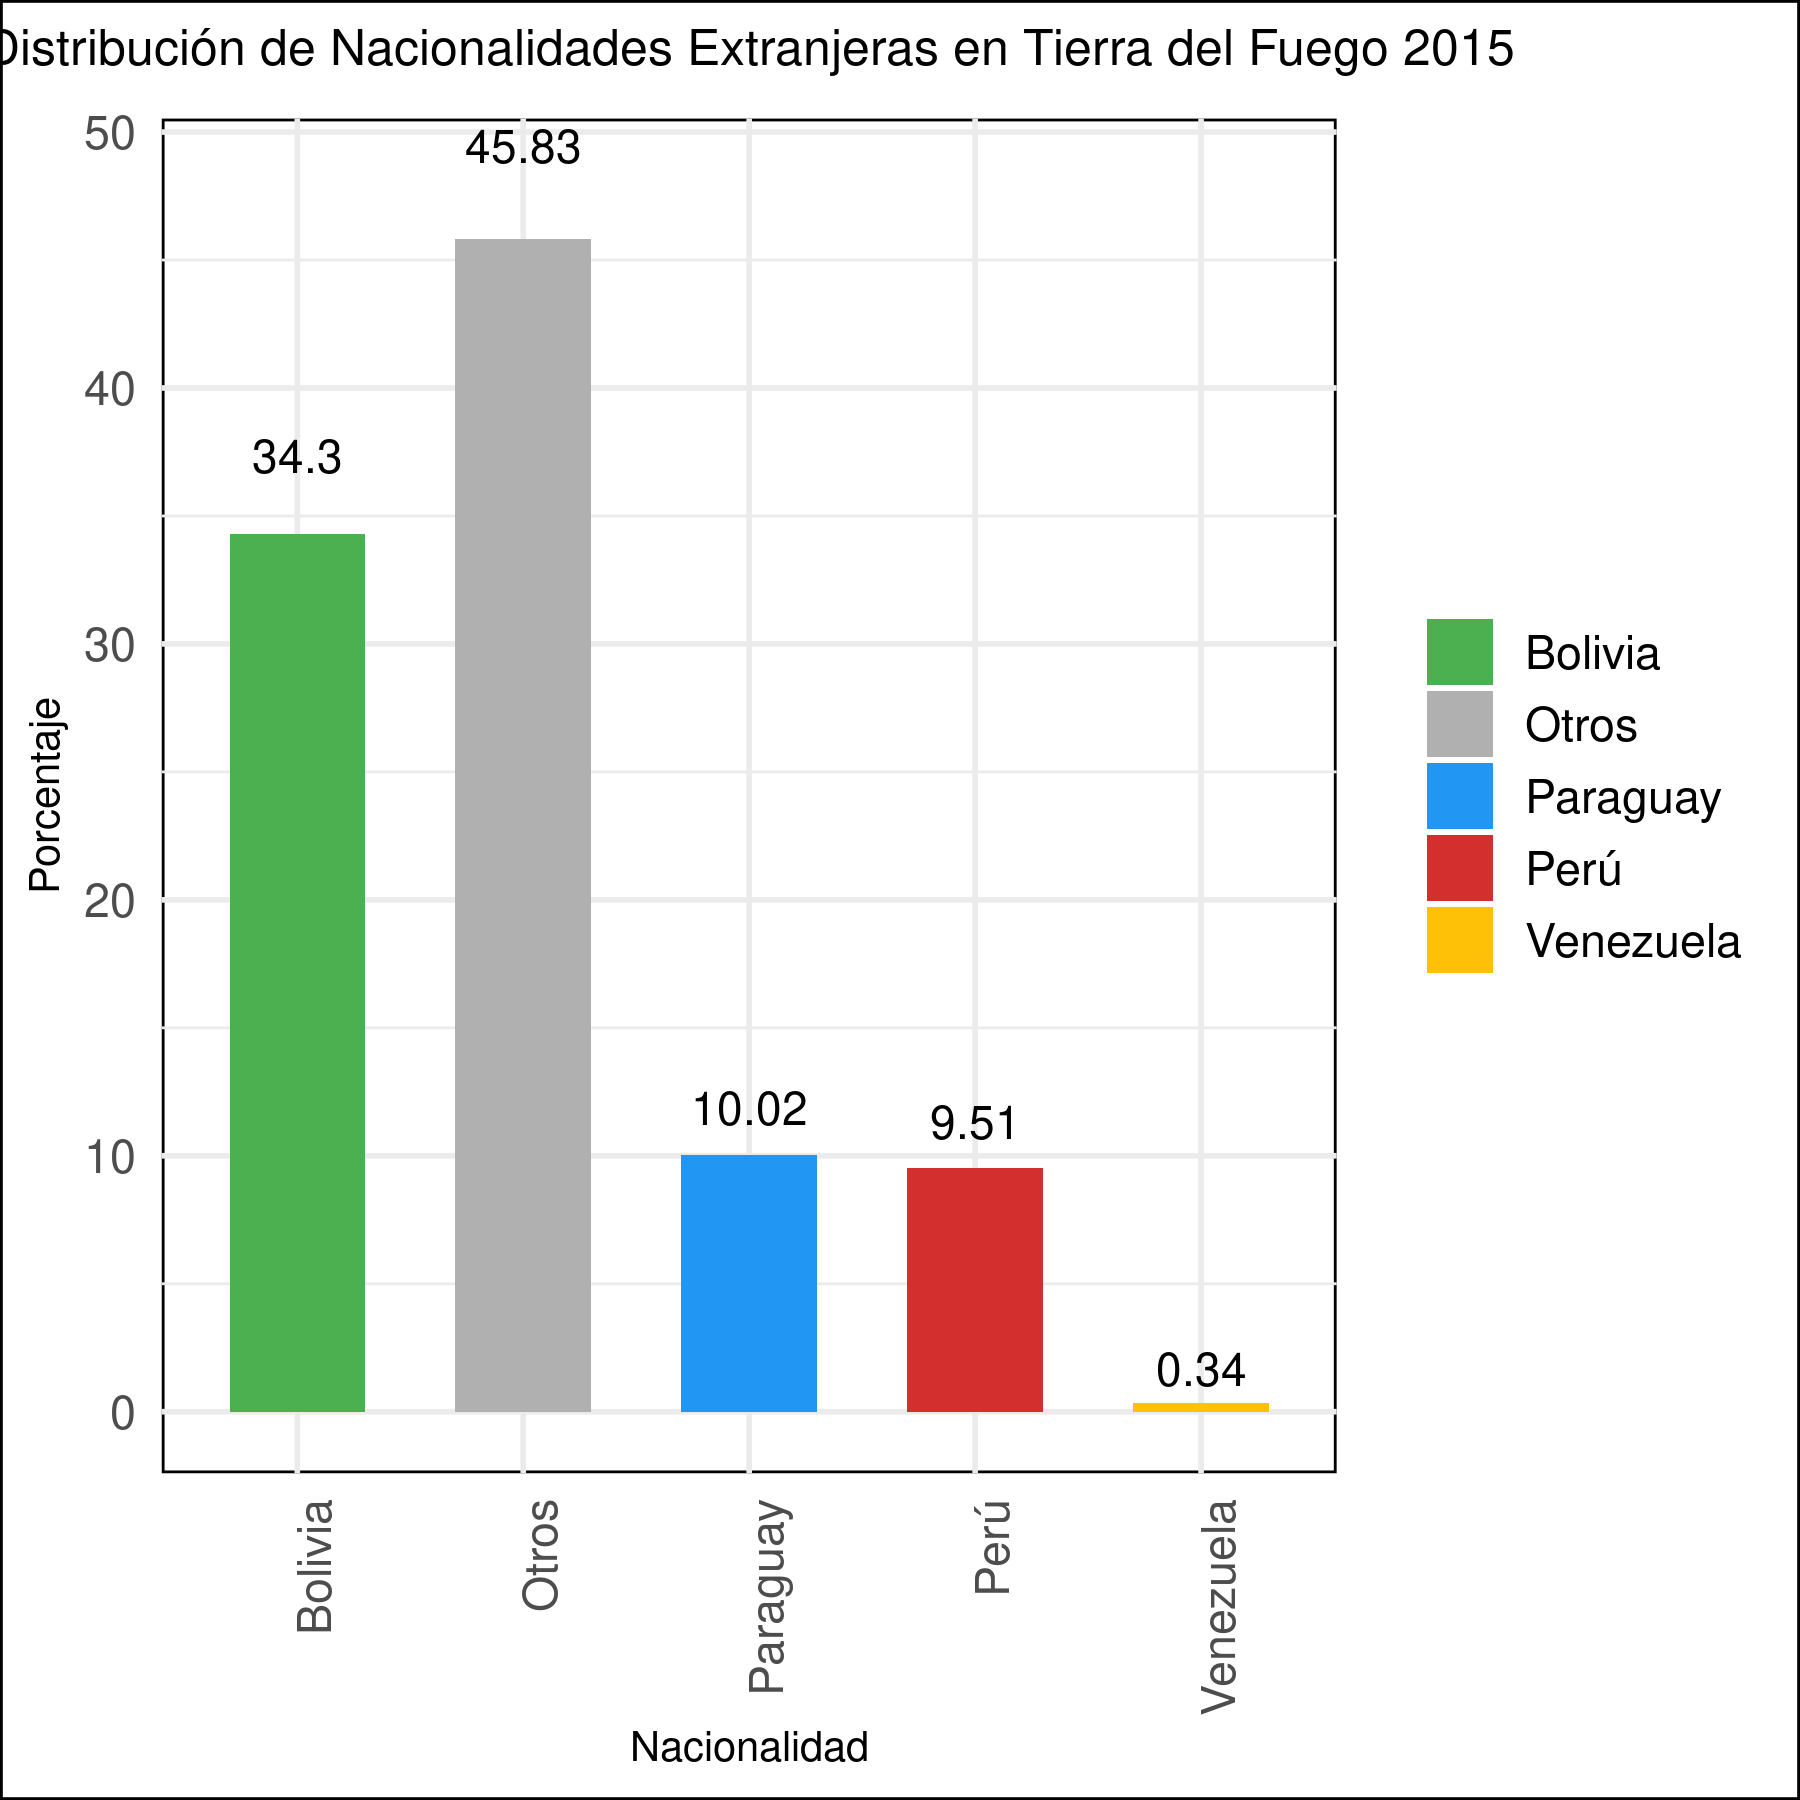 Distribución de Nacionalidades Extranjeras en Tierra del Fuego 2015
50
40
30
20
10
0
Porcentaje
34.3
45.83
10.02
9.51
0.34
Bolivia
Otros
Paraguay
Perú
Venezuela
Nacionalidad
Bolivia
Otros
Paraguay
Perú
Venezuela